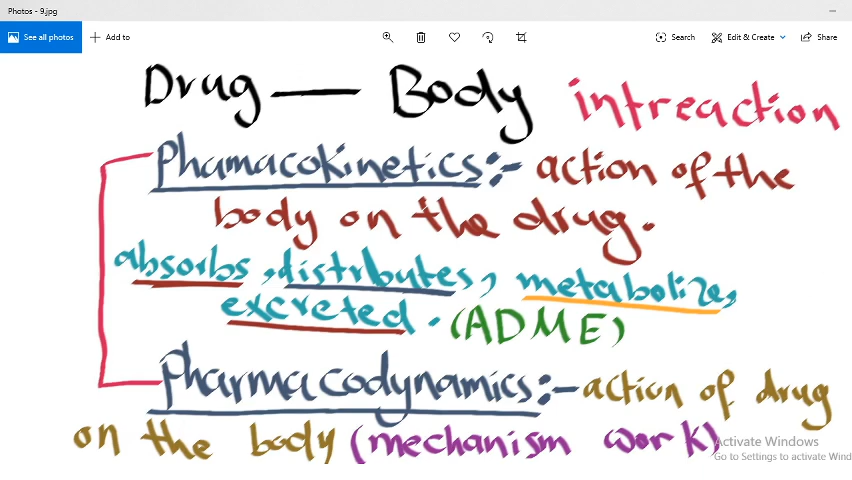 Photos - 9.jpg
See all photos
Add to
Search
Edit & Create
Share
Drug — Body intreaction
Phamacokinetics:- action of the
body on the drug.
absorbs, distributes, metabolize,
excreted. (ADME)
Pharmacodynamics:- action of drug
on the body (mechanism work)
Activate Windows
Go to Settings to activate Wind